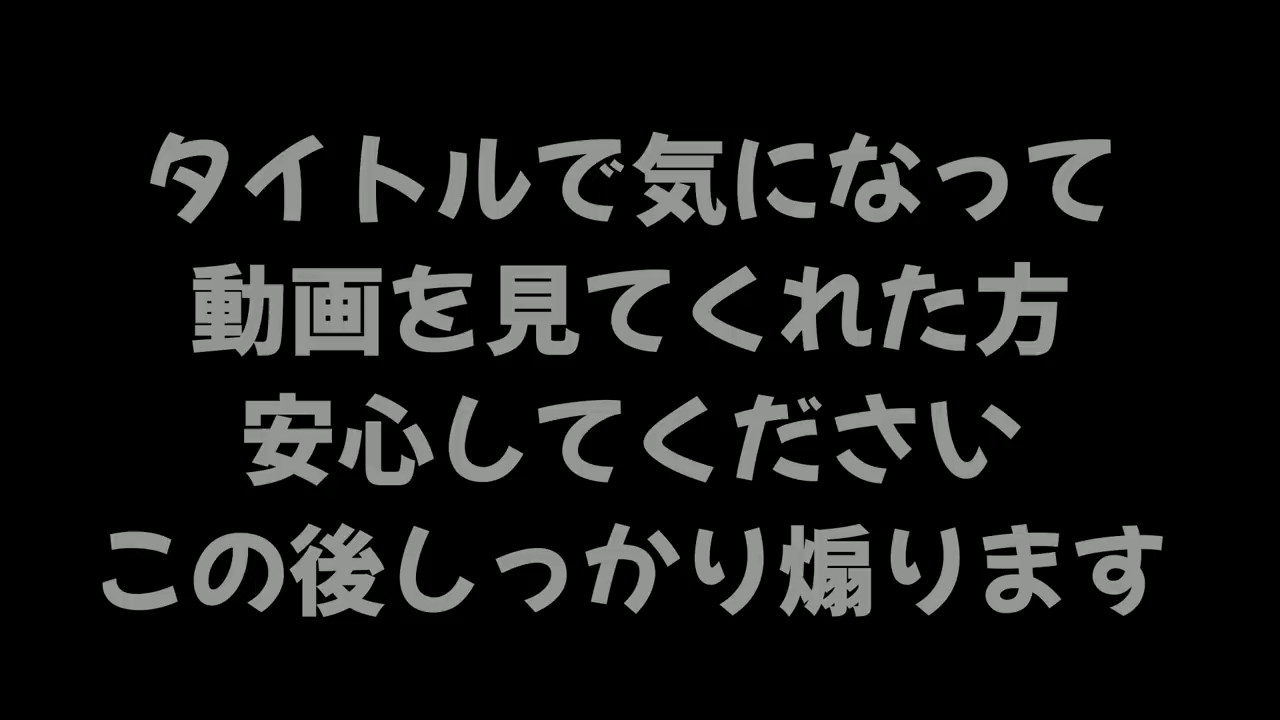 タイトルで気になって
動画を見てくれた方
安心してください
この後しっかり煽ります